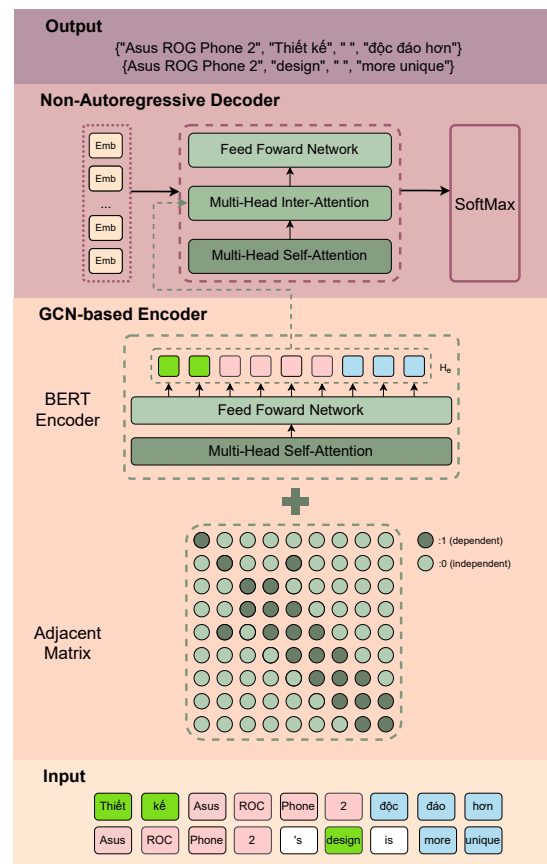 Output
{"Asus ROG Phone 2", "Thiết kế", " ", "độc đáo hơn"}
{Asus ROG Phone 2", "design", " ", "more unique"}
Non-Autoregressive Decoder
Emb
Emb
...
Emb
Emb
Feed Foward Network
Multi-Head Inter-Attention
Multi-Head Self-Attention
SoftMax
GCN-based Encoder
BERT
Encoder
He
Feed Foward Network
Multi-Head Self-Attention
Adjacent
Matrix
:1 (dependent)
:0 (independent)
Input
Thiết kế Asus ROC Phone 2 độc đáo hơn
Asus ROC Phone 2 's design is more unique